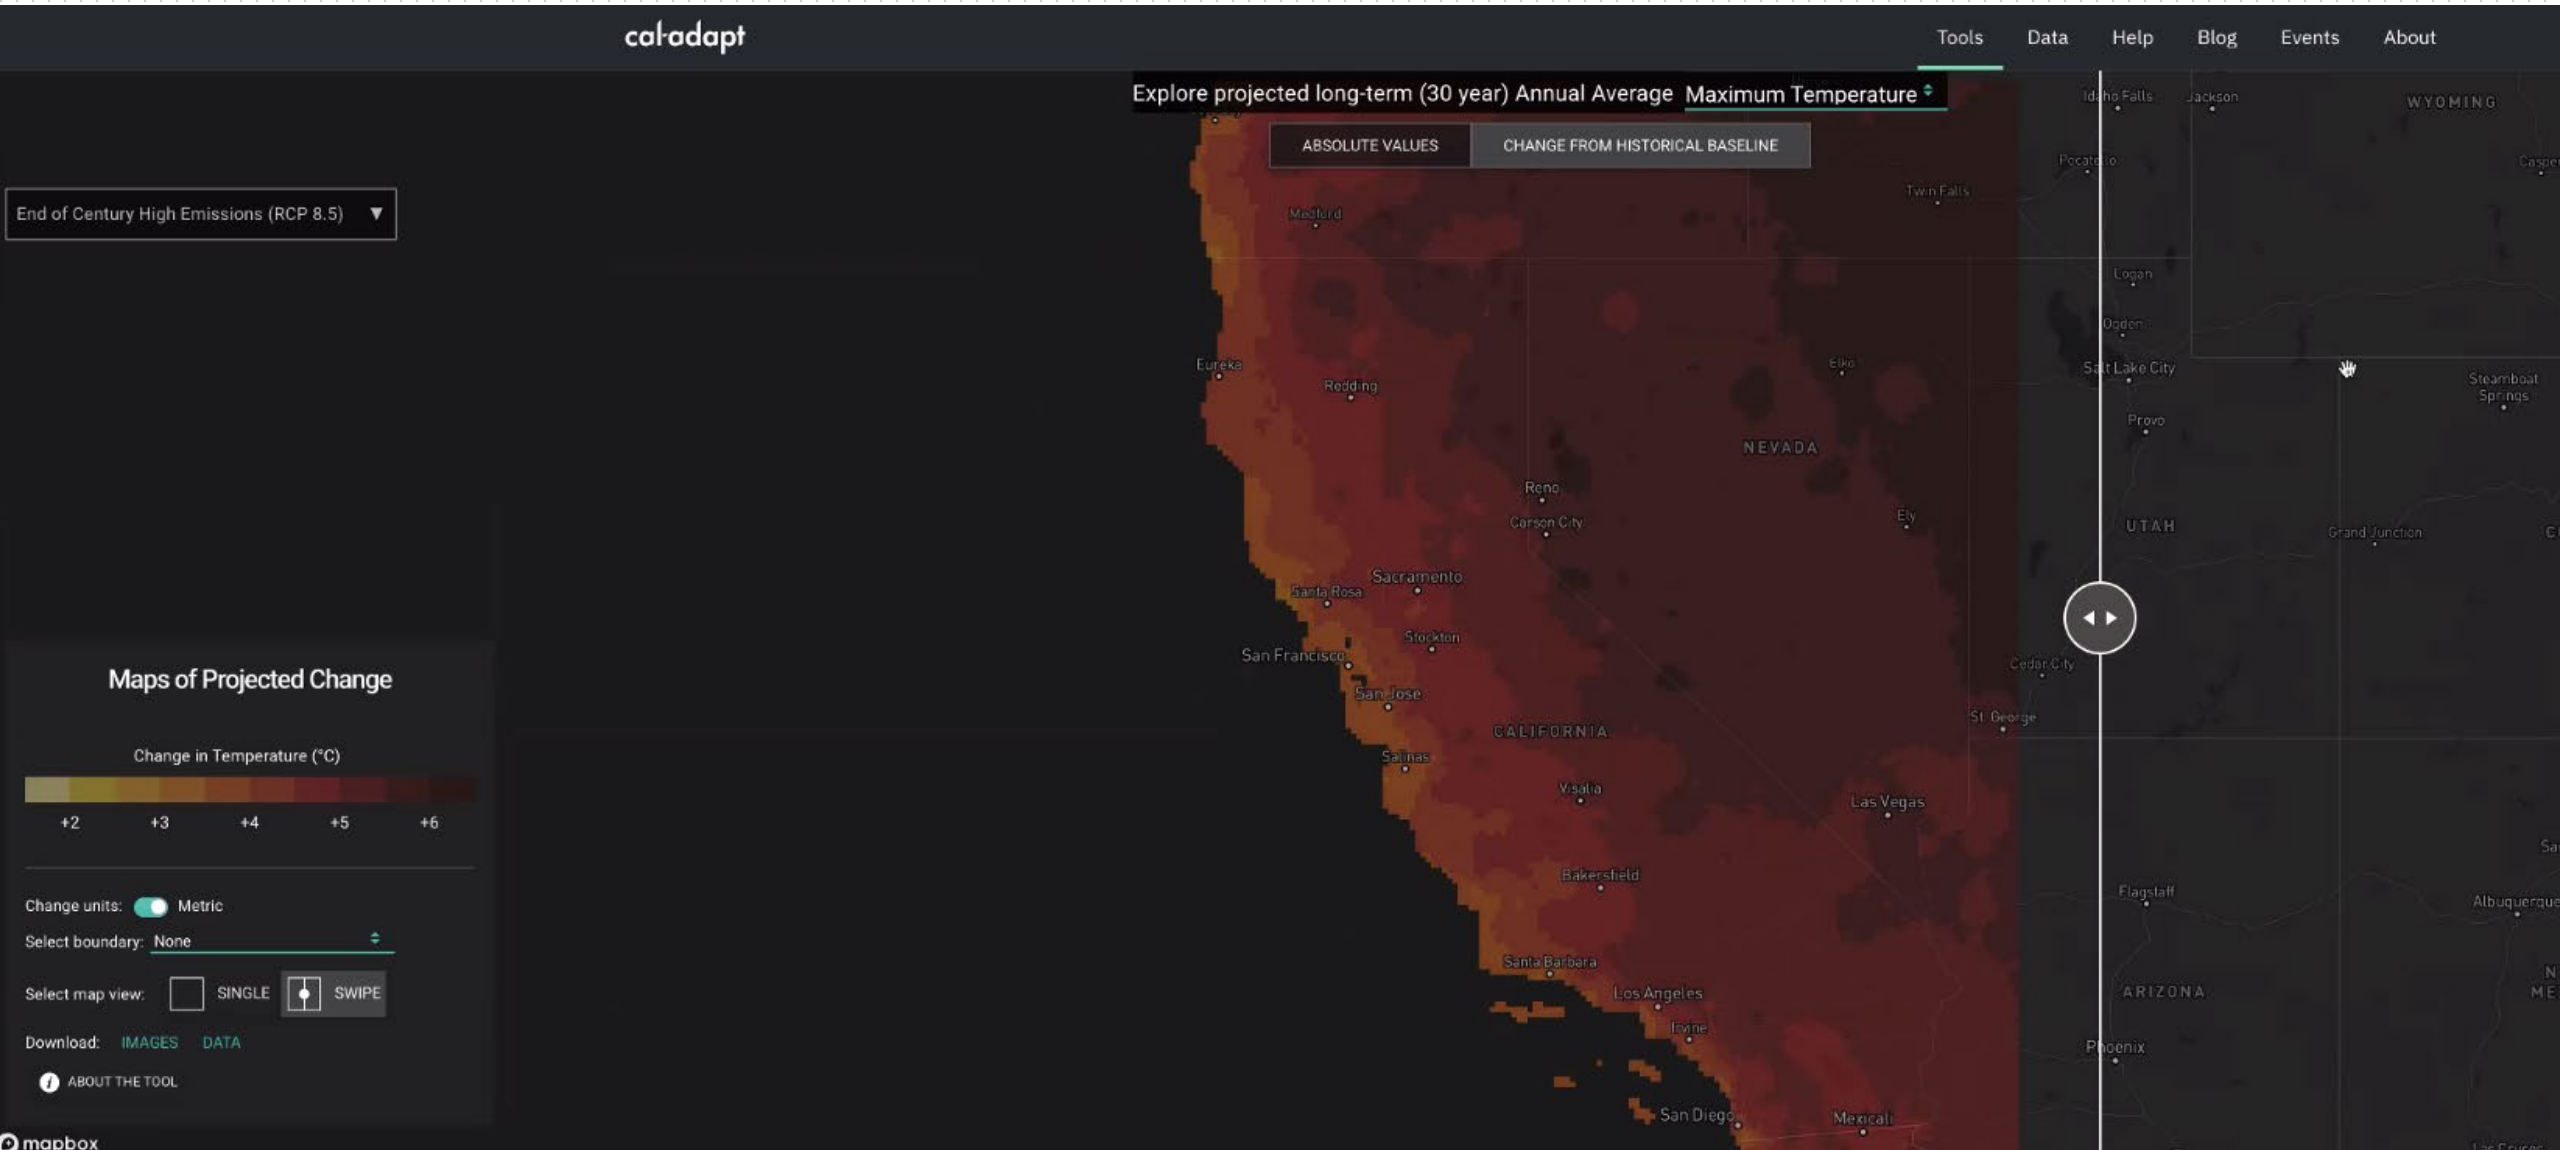 cal-adapt
Tools Data Help Blog Events About
Explore projected long-term (30 year) Annual Average Maximum Temperature
ABSOLUTE VALUES CHANGE FROM HISTORICAL BASELINE
End of Century High Emissions (RCP 8.5)
Idaho Falls
Jackson
WYOMING
Pocatello
Casper
Twin Falls
Medford
Logan
Ogden
Eureka
Redding
Elko
Salt Lake City
Steamboat
Springs
Provo
NEVADA
Reno
Carson City
Ely
UTAH
Grand Junction
Sacramento
Santa Rosa
Stockton
San Francisco
San Jose
Cedar City
St. George
CALIFORNIA
Salinas
Visalia
Las Vegas
Bakersfield
Flagstaff
Albuquerque
Santa Barbara
Los Angeles
ARIZONA
N
ME
Irvine
Phoenix
San Diego
Mexicali
Maps of Projected Change
Change in Temperature (°C)
+2 +3 +4 +5 +6
Change units: Metric
Select boundary: None
Select map view: SINGLE SWIPE
Download: IMAGES DATA
i ABOUT THE TOOL
mapbox